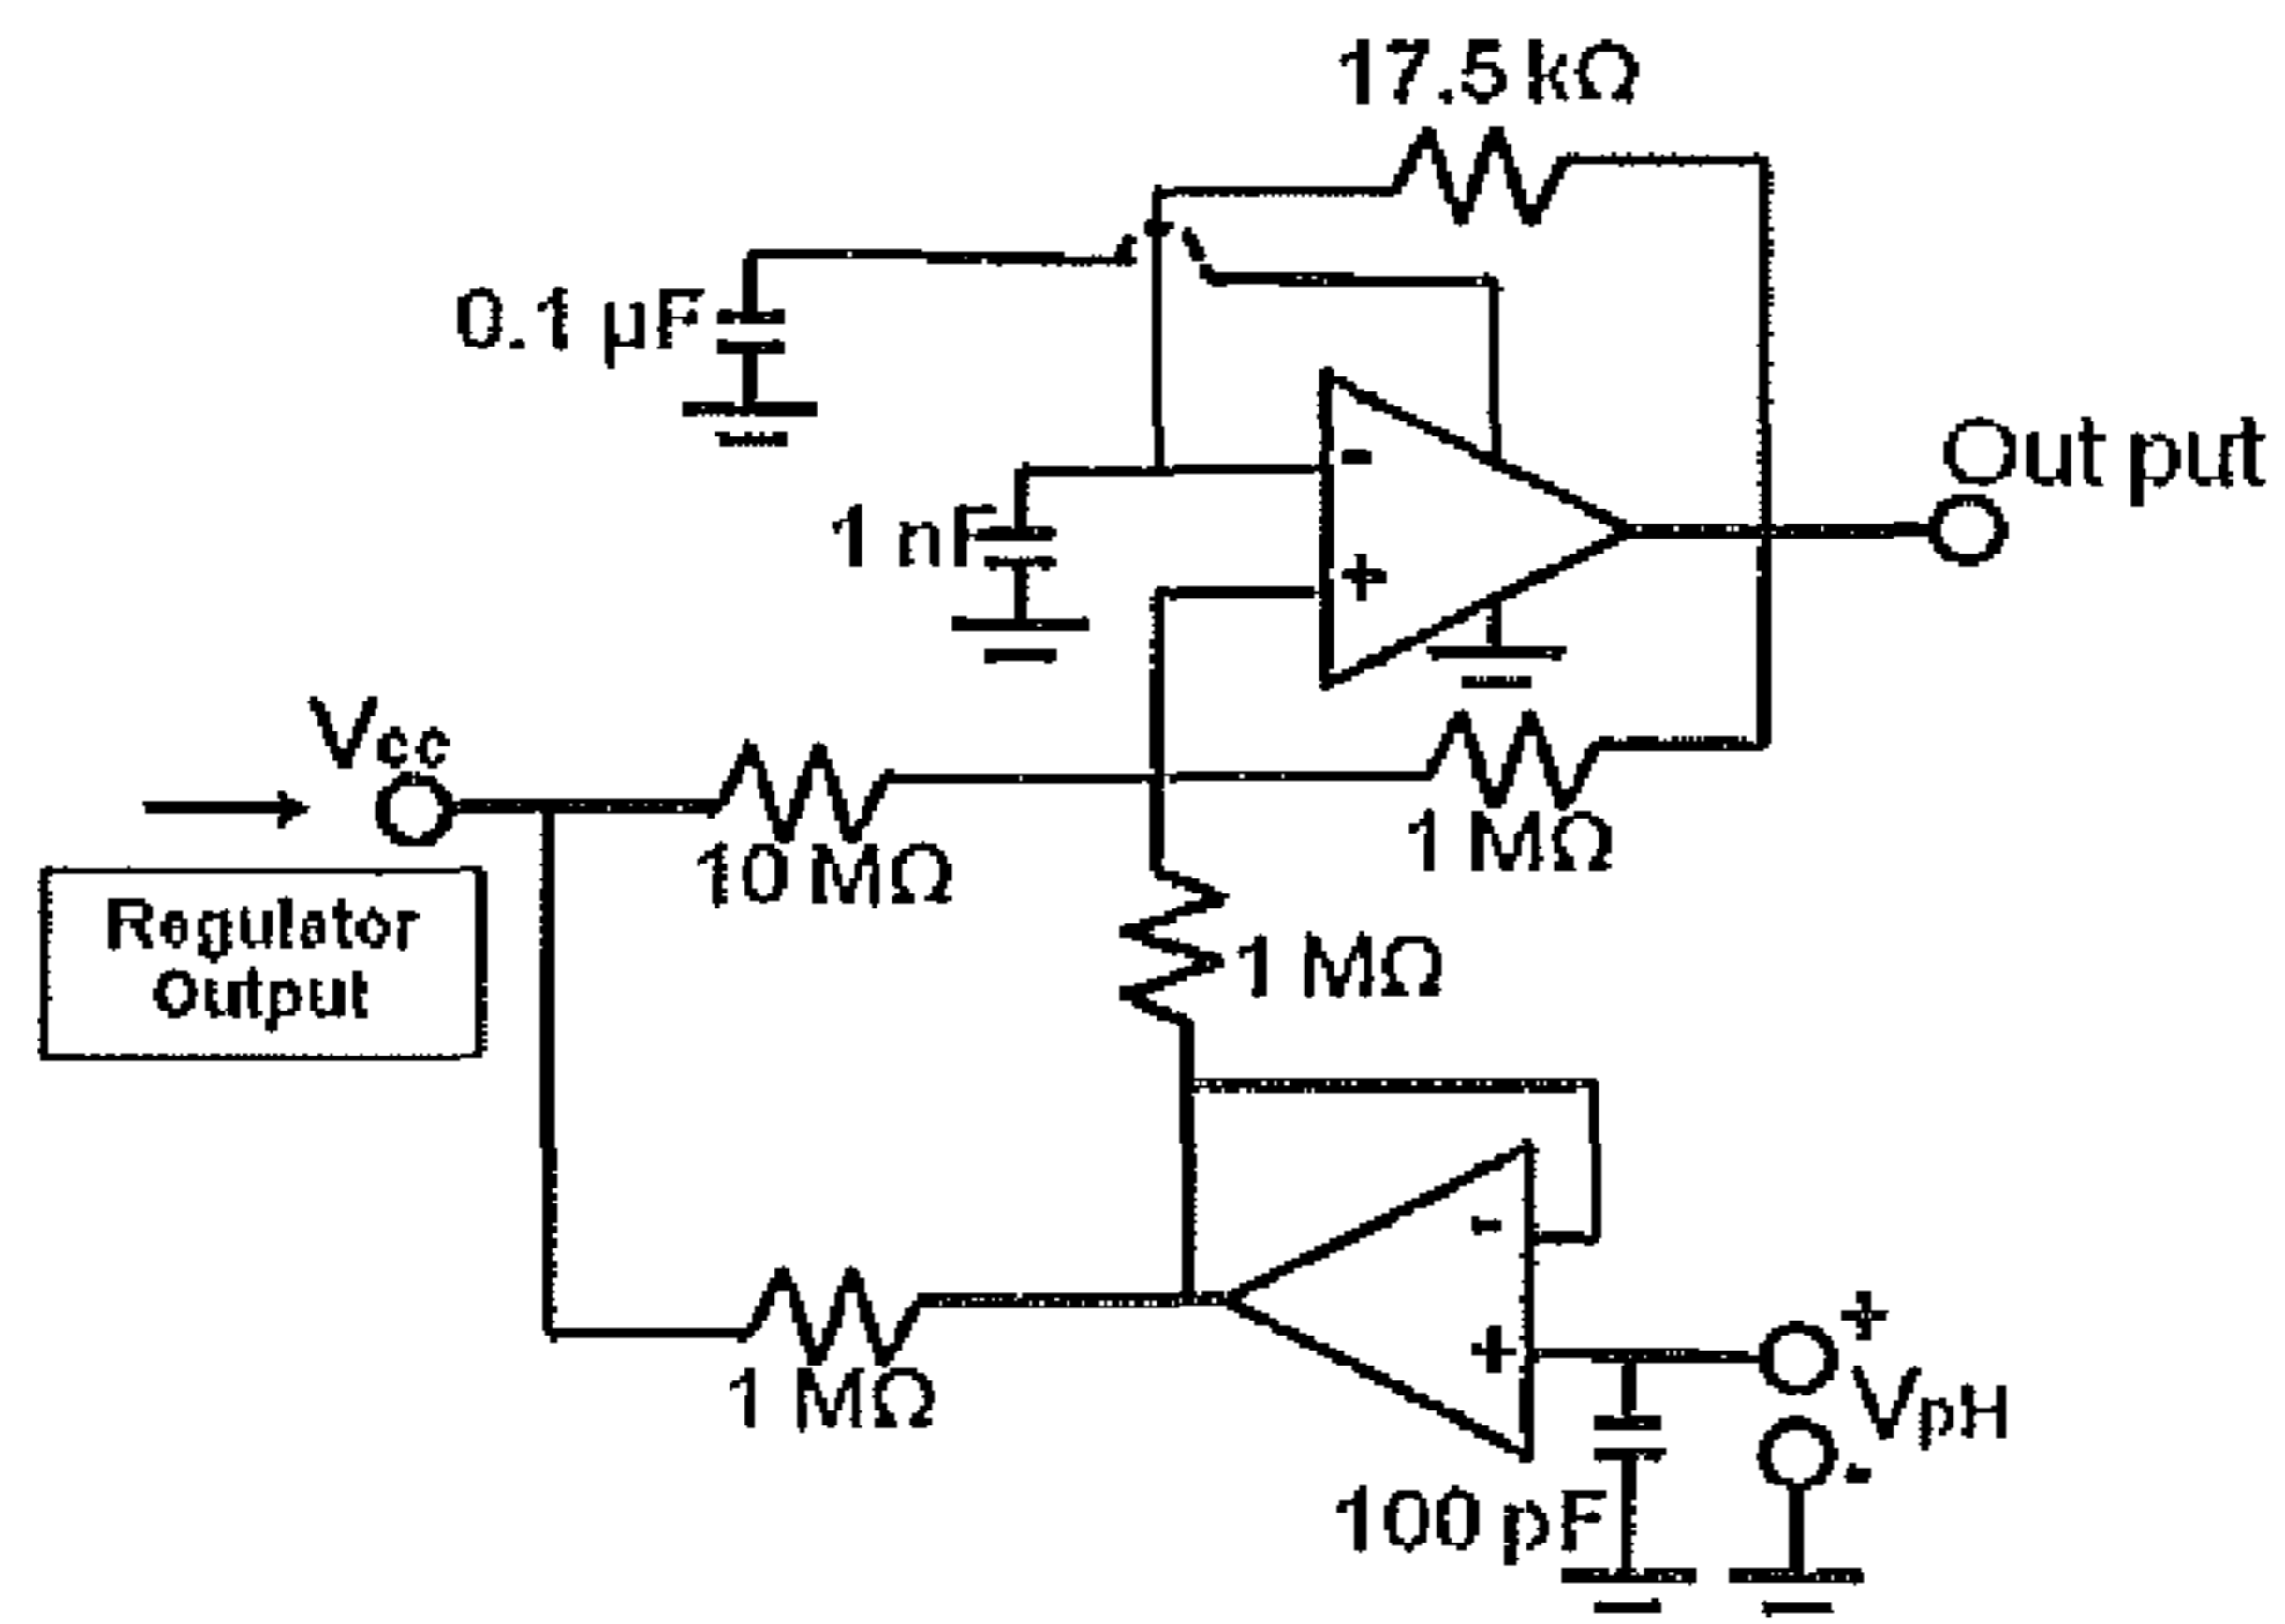 17.5 kΩ
0.1 µF
-
Out put
1 nF
+
Vcc
10 MΩ
1 MΩ
Regulator
output
1 MΩ
-
+
+
VpH
-
1 MΩ
100 pF